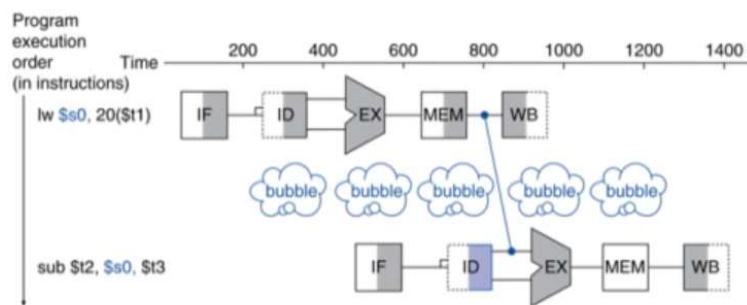 Program
execution
order
(in instructions)
Time
200 400 600 800 1000 1200 1400
lw $s0, 20($t1)
IF ID EX MEM WB
bubble bubble bubble bubble bubble
sub $t2, $s0, $t3
IF ID EX MEM WB